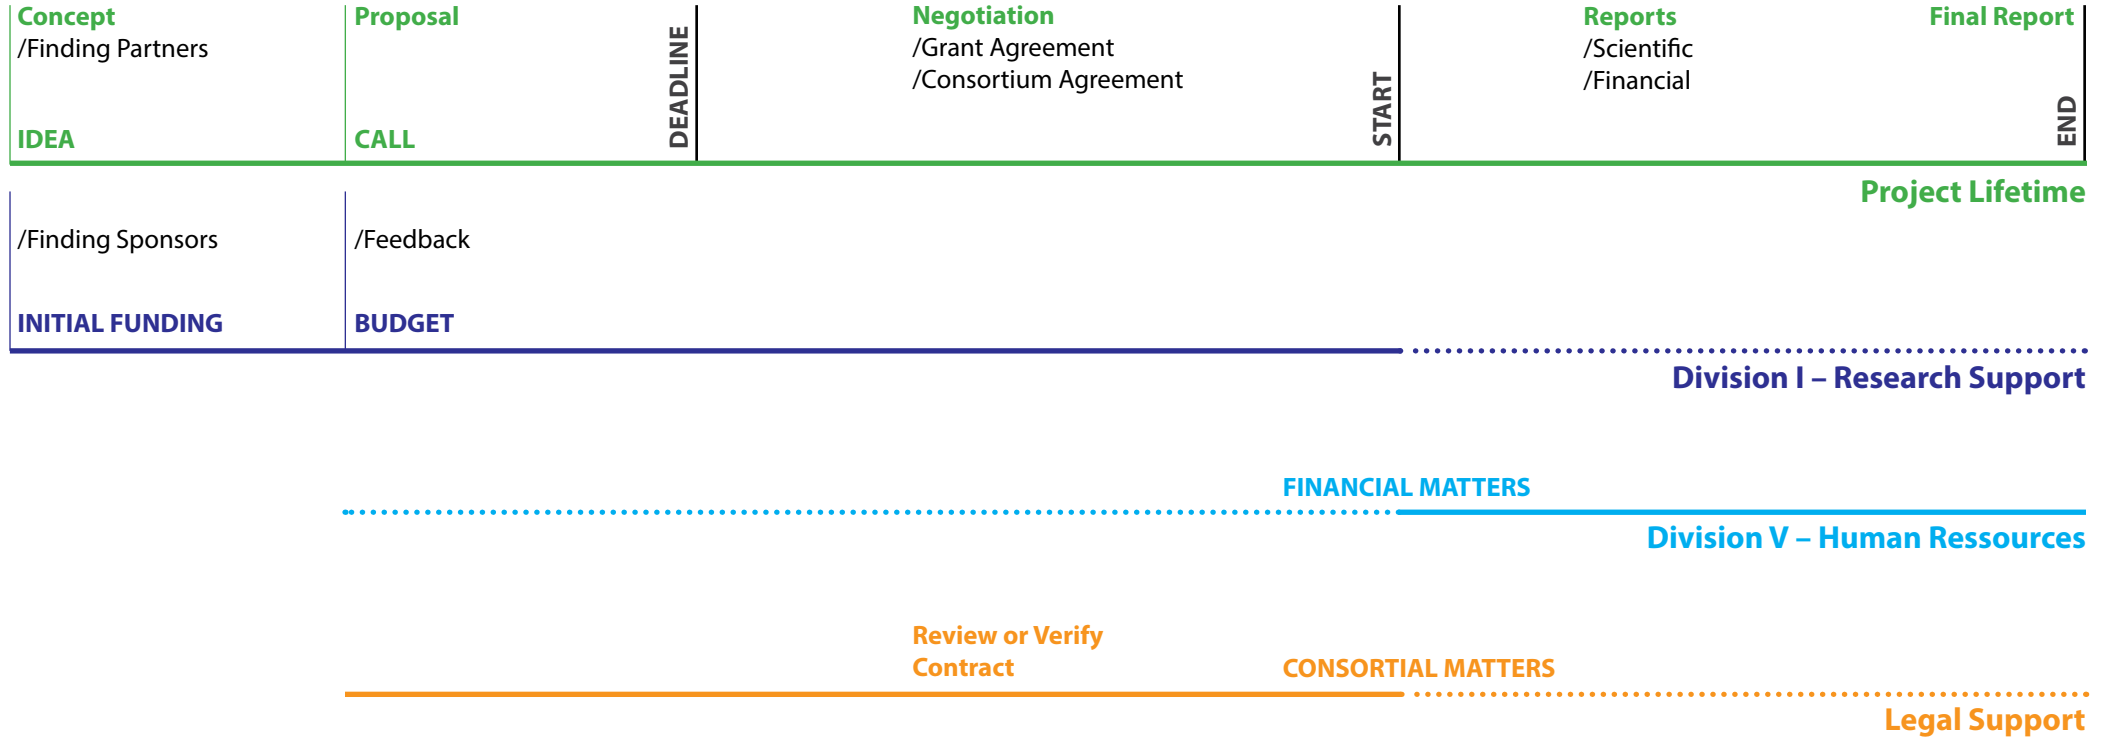 Concept
/Finding Partners
IDEA
Proposal
CALL
DEADLINE
Negotiation
/Grant Agreement
/Consortium Agreement
START
Reports
/Scientific
/Financial
Final Report
END
Project Lifetime
/Finding Sponsors
INITIAL FUNDING
/Feedback
BUDGET
Division I – Research Support
FINANCIAL MATTERS
Division V – Human Ressources
Review or Verify
Contract
CONSORTIAL MATTERS
Legal Support